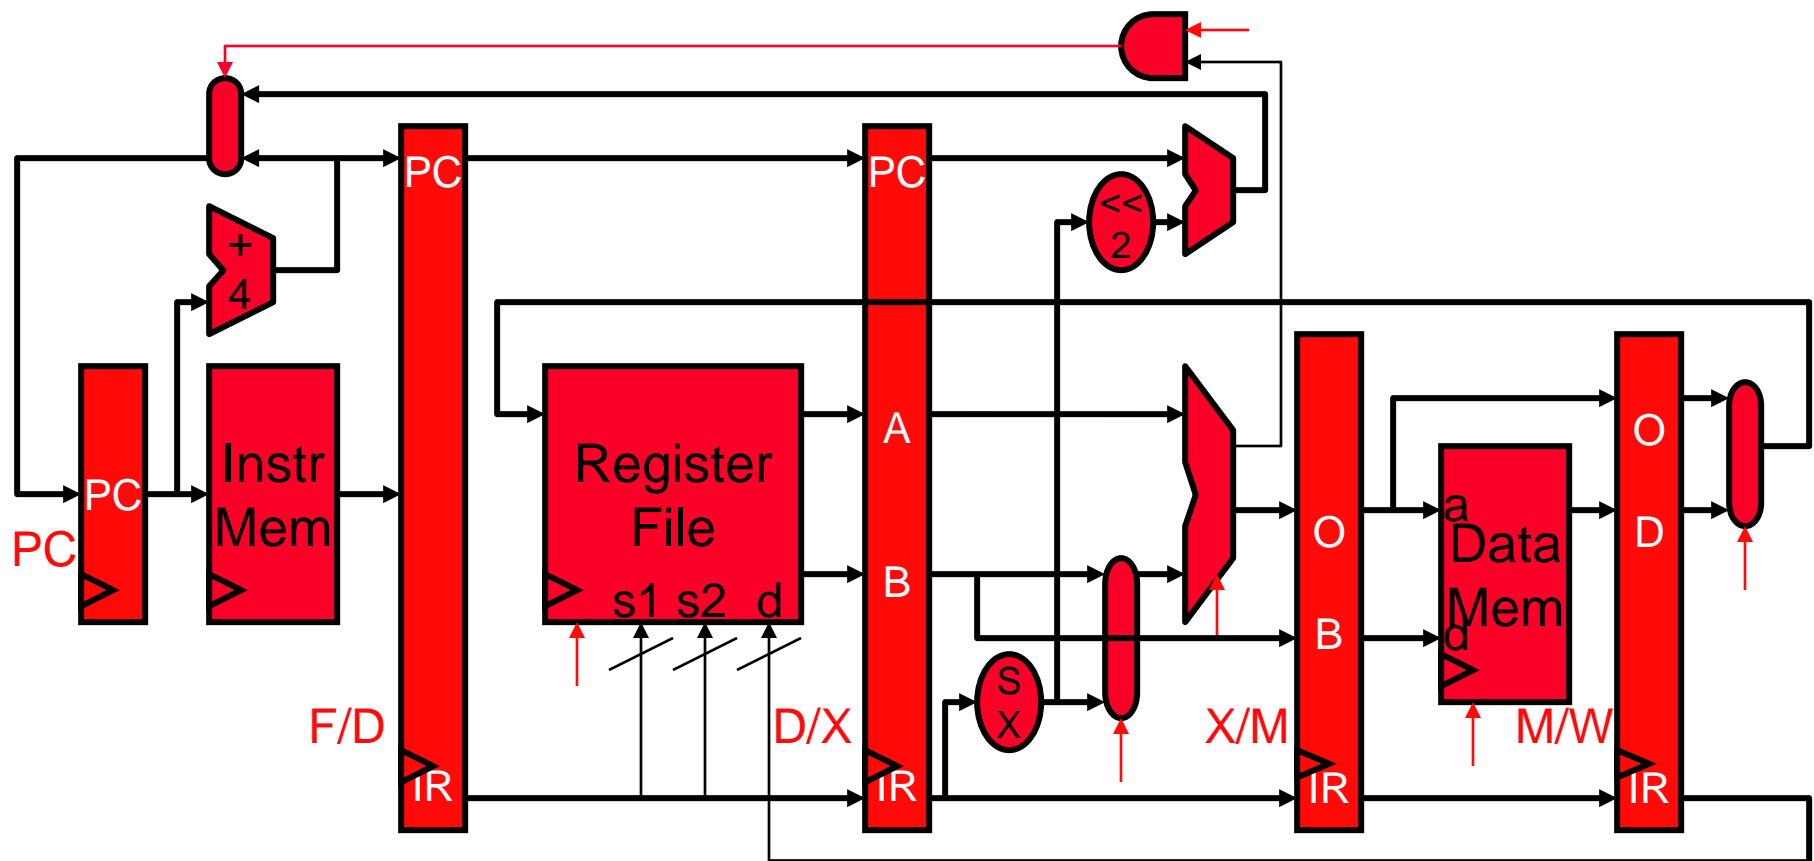 PC
PC
<<
2
+
4
A
Instr
Mem
Register
File
O
PC
PC
O
D
a
Data
Mem
d
B
s1
s2
d
B
S
X
F/D
D/X
X/M
M/W
IR
IR
IR
IR